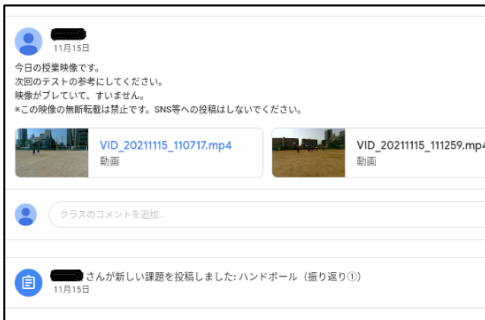 11月15日
今日の授業映像です。
次回のテストの参考にしてください。
映像がブレていて、すいません。
*この映像の無断転載は禁止です。SNS等への投稿はしないでください。
VID_20211115_110717.mp4
動画
VID_20211115_111259.mp4
動画
クラスのコメントを追加...
さんが新しい課題を投稿しました: ハンドボール（振り返り①）
11月15日